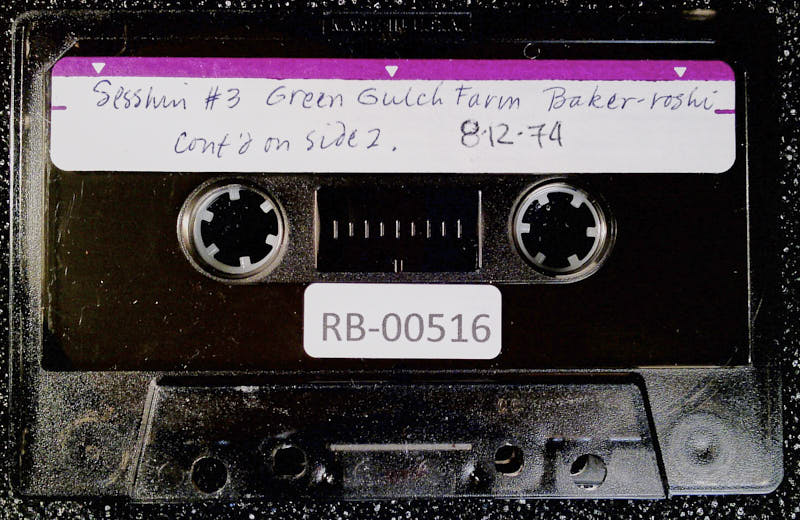 Sesshin #3 Green Gulch Farm Baker-roshi
cont'd on side 2. 8-12-74
RB-00516